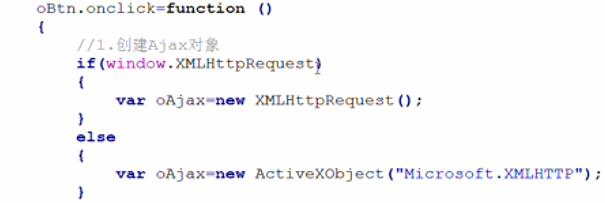 oBtn.onclick=function ()
{
//1.创建Ajax对象
if(window.XMLHttpRequest)
{
var oAjax=new XMLHttpRequest();
}
else
{
var oAjax=new ActiveXObject("Microsoft.XMLHTTP");
}